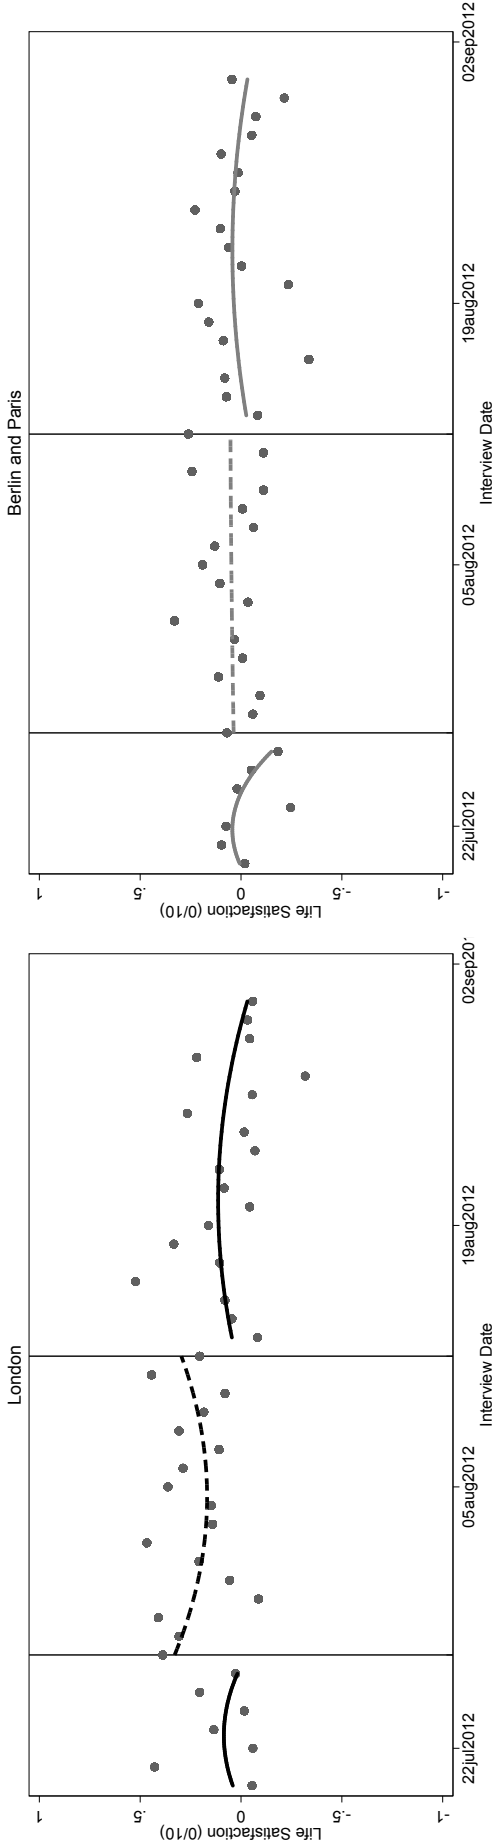 London
Life Satisfaction (0/10)
1
.5
0
-.5
-1
22jul2012
05aug2012
19aug2012
02sep20
Interview Date
Berlin and Paris
Life Satisfaction (0/10)
1
.5
0
-.5
-1
22jul2012
05aug2012
19aug2012
02sep2012
Interview Date